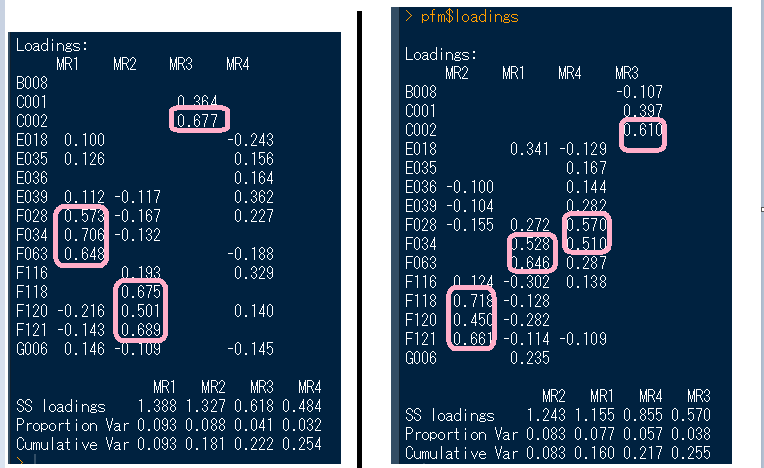 Loadings:
MR1 MR2 MR3 MR4
B008
C001 0.364
C002 0.677
E018 0.100 -0.243
E035 0.126 0.156
E036 0.164
E039 0.112 -0.117 0.362
F028 0.573 -0.167 0.227
F034 0.706 -0.132
F063 0.648 -0.188
F116 0.193 0.329
F118 0.675
F120 -0.216 0.501 0.140
F121 -0.143 0.689
G006 0.146 -0.109 -0.145
MR1 MR2 MR3 MR4
SS loadings 1.388 1.327 0.618 0.484
Proportion Var 0.093 0.088 0.041 0.032
Cumulative Var 0.093 0.181 0.222 0.254
>
> pfm$loadings
Loadings:
MR2 MR1 MR4 MR3
B008 -0.107
C001 0.397
C002 0.610
E018 0.341 -0.129
E035 0.167
E036 -0.100 0.144
E039 -0.104 0.282
F028 -0.155 0.272 0.570
F034 0.528 0.510
F063 0.646 0.287
F116 0.124 -0.302 0.138
F118 0.718 -0.128
F120 0.450 -0.282
F121 0.661 -0.114 -0.109
G006 0.235
MR2 MR1 MR4 MR3
SS loadings 1.243 1.155 0.855 0.570
Proportion Var 0.083 0.077 0.057 0.038
Cumulative Var 0.083 0.160 0.217 0.255